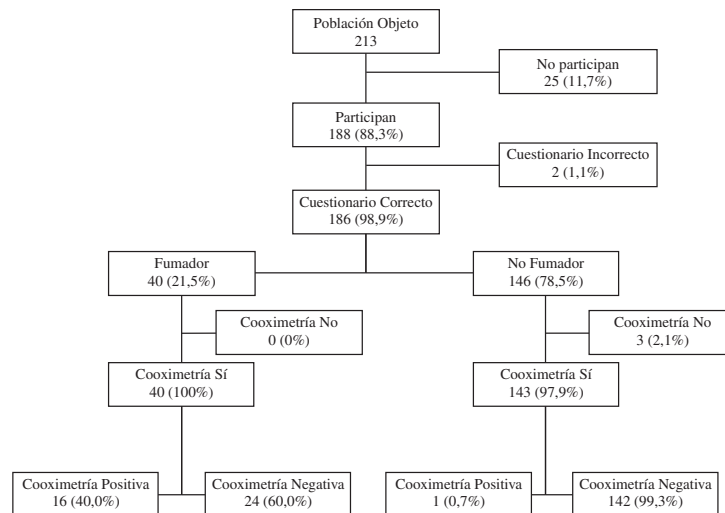 Población Objeto
213
No participan
25 (11,7%)
Participan
188 (88,3%)
Cuestionario Incorrecto
2 (1,1%)
Cuestionario Correcto
186 (98,9%)
Fumador
40 (21,5%)
No Fumador
146 (78,5%)
Cooximetría No
0 (0%)
Cooximetría No
3 (2,1%)
Cooximetría Sí
40 (100%)
Cooximetría Sí
143 (97,9%)
Cooximetría Positiva
16 (40,0%)
Cooximetría Negativa
24 (60,0%)
Cooximetría Positiva
1 (0,7%)
Cooximetría Negativa
142 (99,3%)